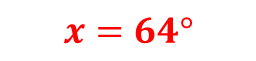 x = 64°